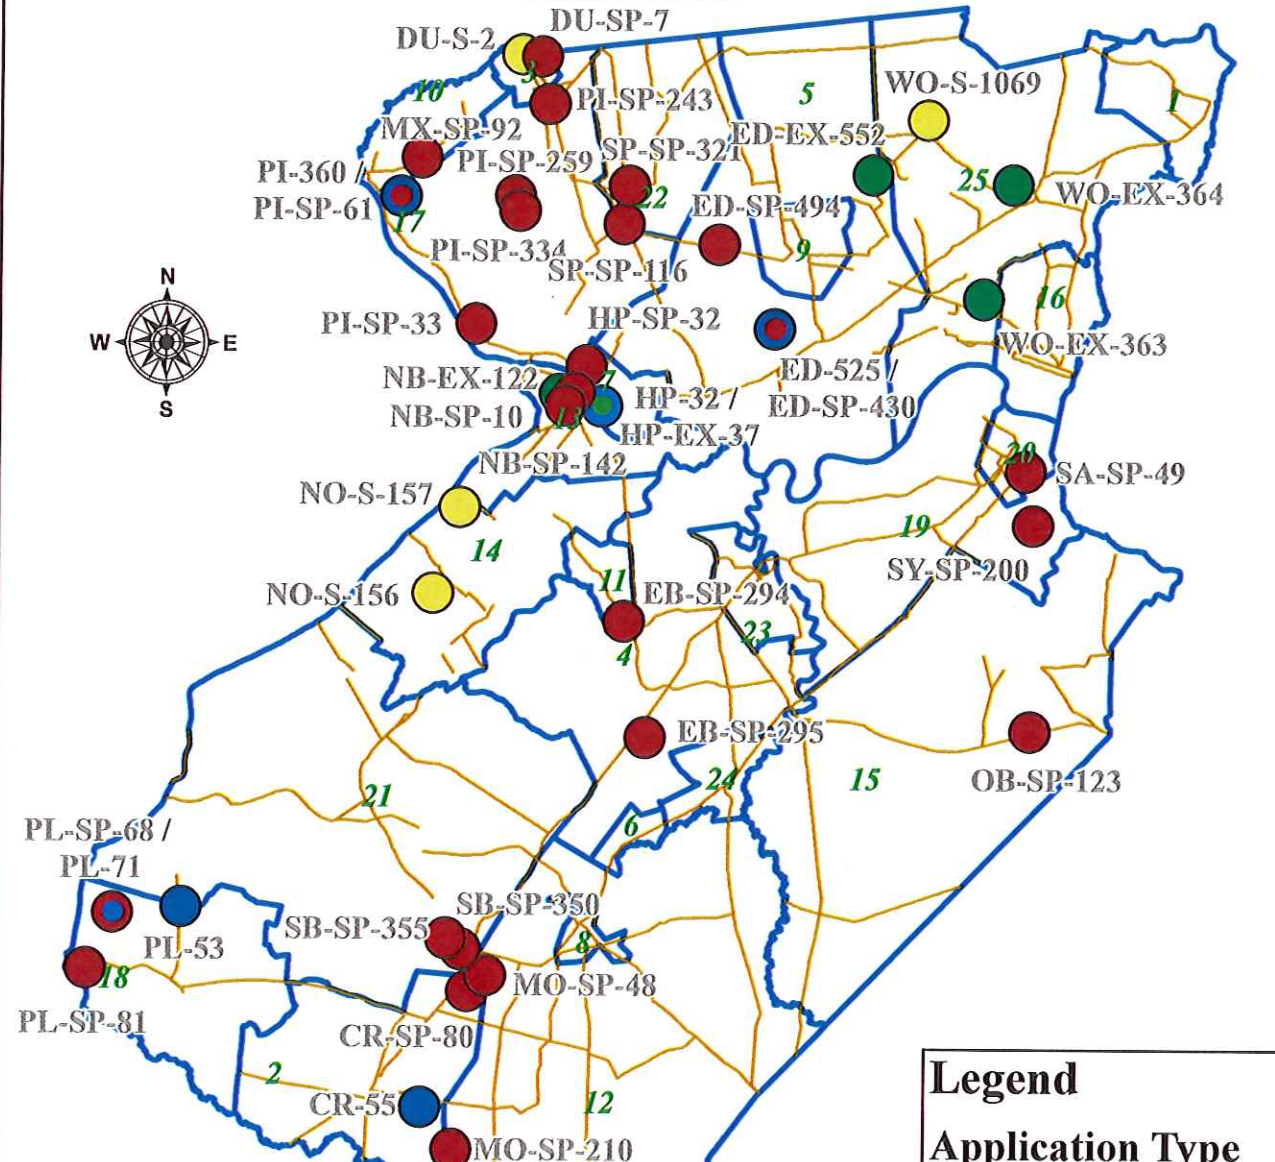 DU-SP-7
DU-S-2
3
10
PI-SP-243
5
WO-S-1069
1
MX-SP-92
ED-EX-552
PI-SP-259
SP-SP-321
PI-360 /
PI-SP-61
17
22
25
WO-EX-364
ED-SP-494
PI-SP-334
SP-SP-116
9
N
W
E
S
16
PI-SP-33
HP-SP-32
WO-EX-363
NB-EX-122
7
HP-32 /
HP-EX-37
ED-525 /
ED-SP-430
NB-SP-10
13
NB-SP-142
20
SA-SP-49
NO-S-157
19
14
SY-SP-200
NO-S-156
11
EB-SP-294
23
4
EB-SP-295
24
15
OB-SP-123
21
6
PL-SP-68 /
PL-71
PL-53
SB-SP-350
SB-SP-355
8
18
MO-SP-48
PL-SP-81
CR-SP-80
2
CR-55
12
MO-SP-210
Legend
Application Type